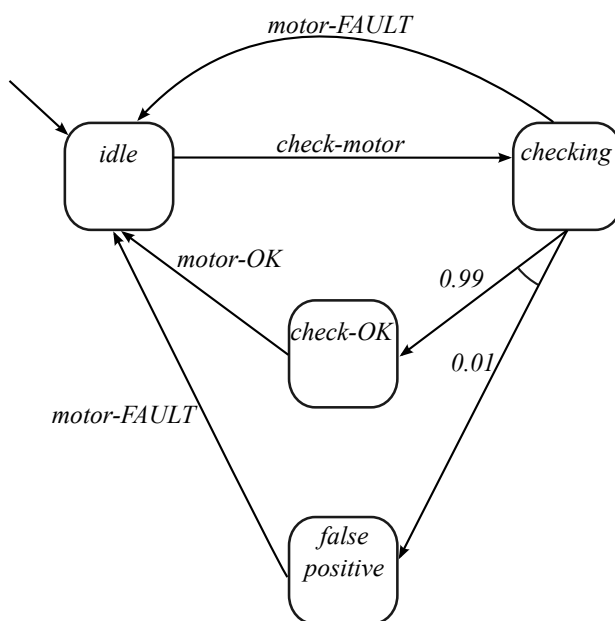 motor-FAULT
idle
check-motor
checking
motor-OK
0.99
check-OK
0.01
motor-FAULT
false
positive